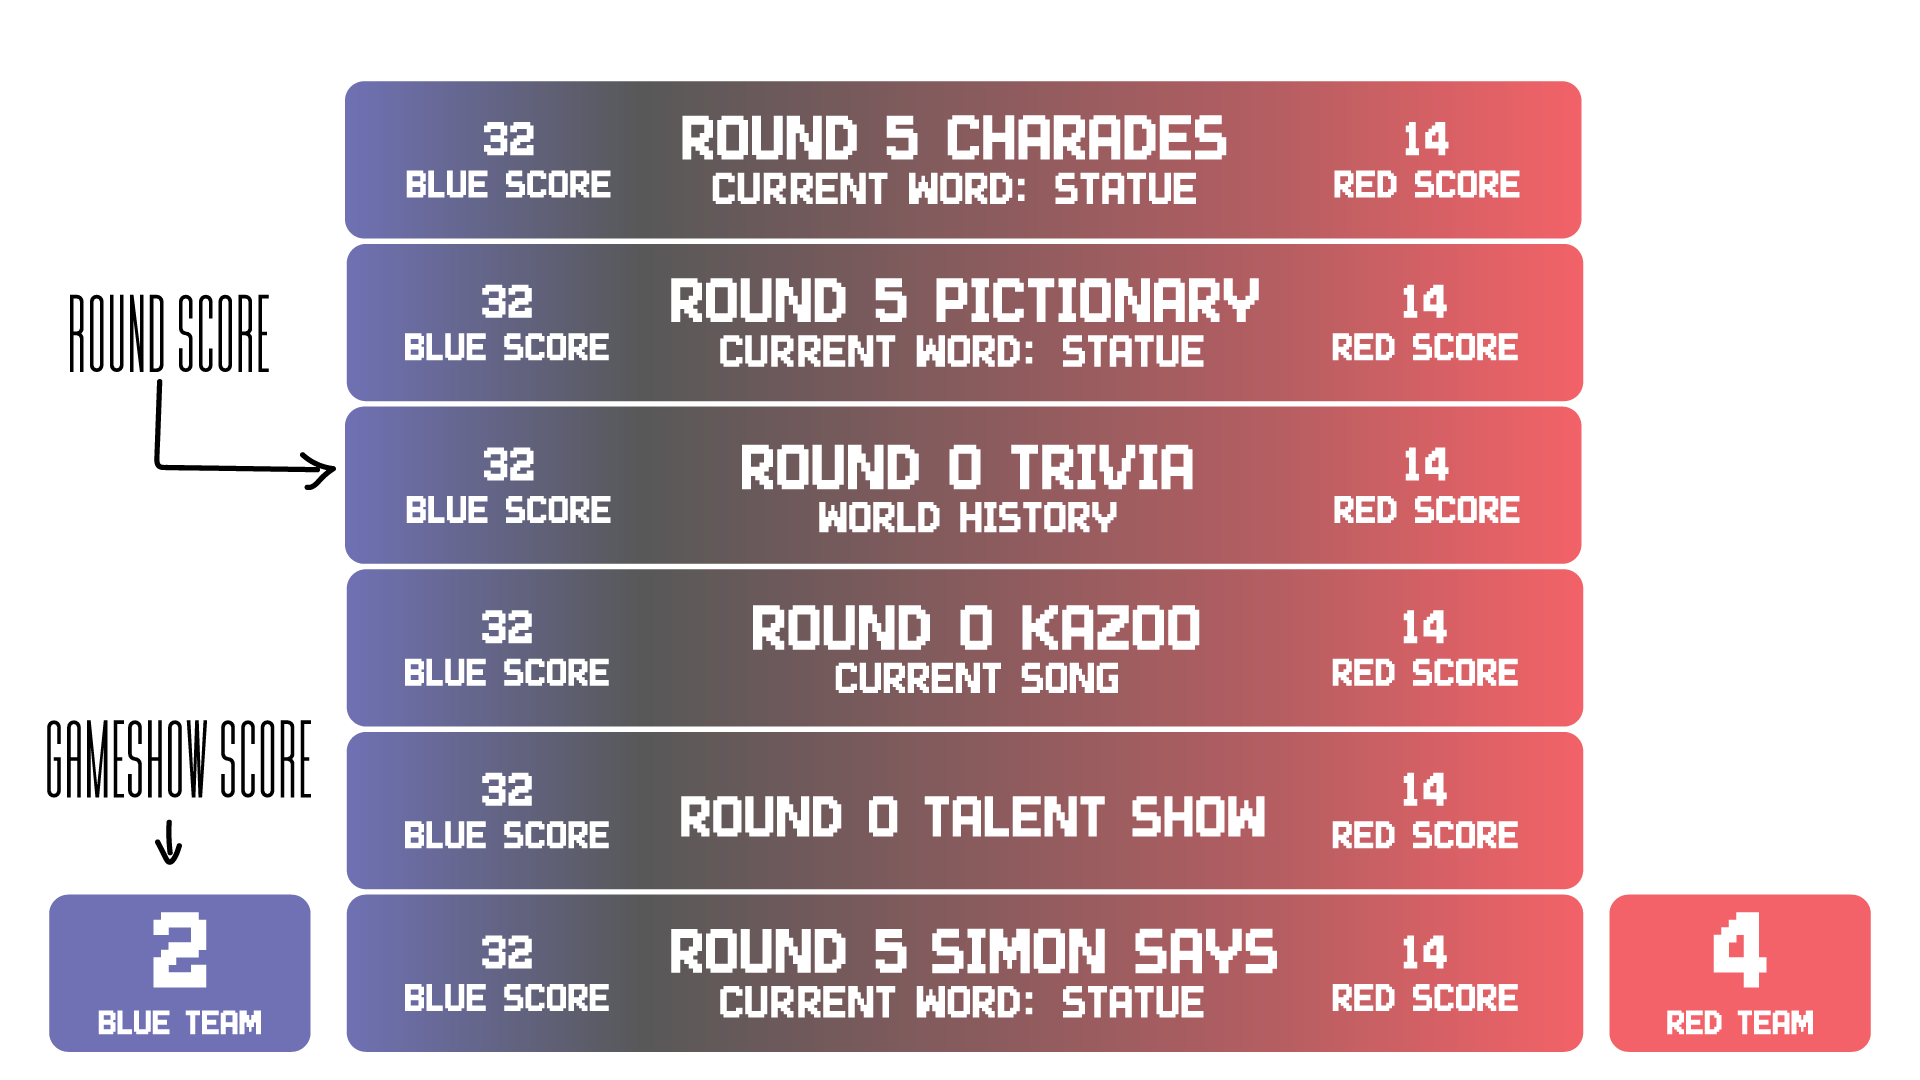 32
BLUE SCORE
ROUND 5 CHARADES
CURRENT WORD: STATUE
14
RED SCORE
32
BLUE SCORE
ROUND 5 PICTIONARY
CURRENT WORD: STATUE
14
RED SCORE
ROUND SCORE
32
BLUE SCORE
ROUND 0 TRIVIA
WORLD HISTORY
14
RED SCORE
32
BLUE SCORE
ROUND 0 KAZOO
CURRENT SONG
14
RED SCORE
GAMESHOW SCORE
32
BLUE SCORE
ROUND 0 TALENT SHOW
14
RED SCORE
2
BLUE TEAM
32
BLUE SCORE
ROUND 5 SIMON SAYS
CURRENT WORD: STATUE
14
RED SCORE
4
RED TEAM